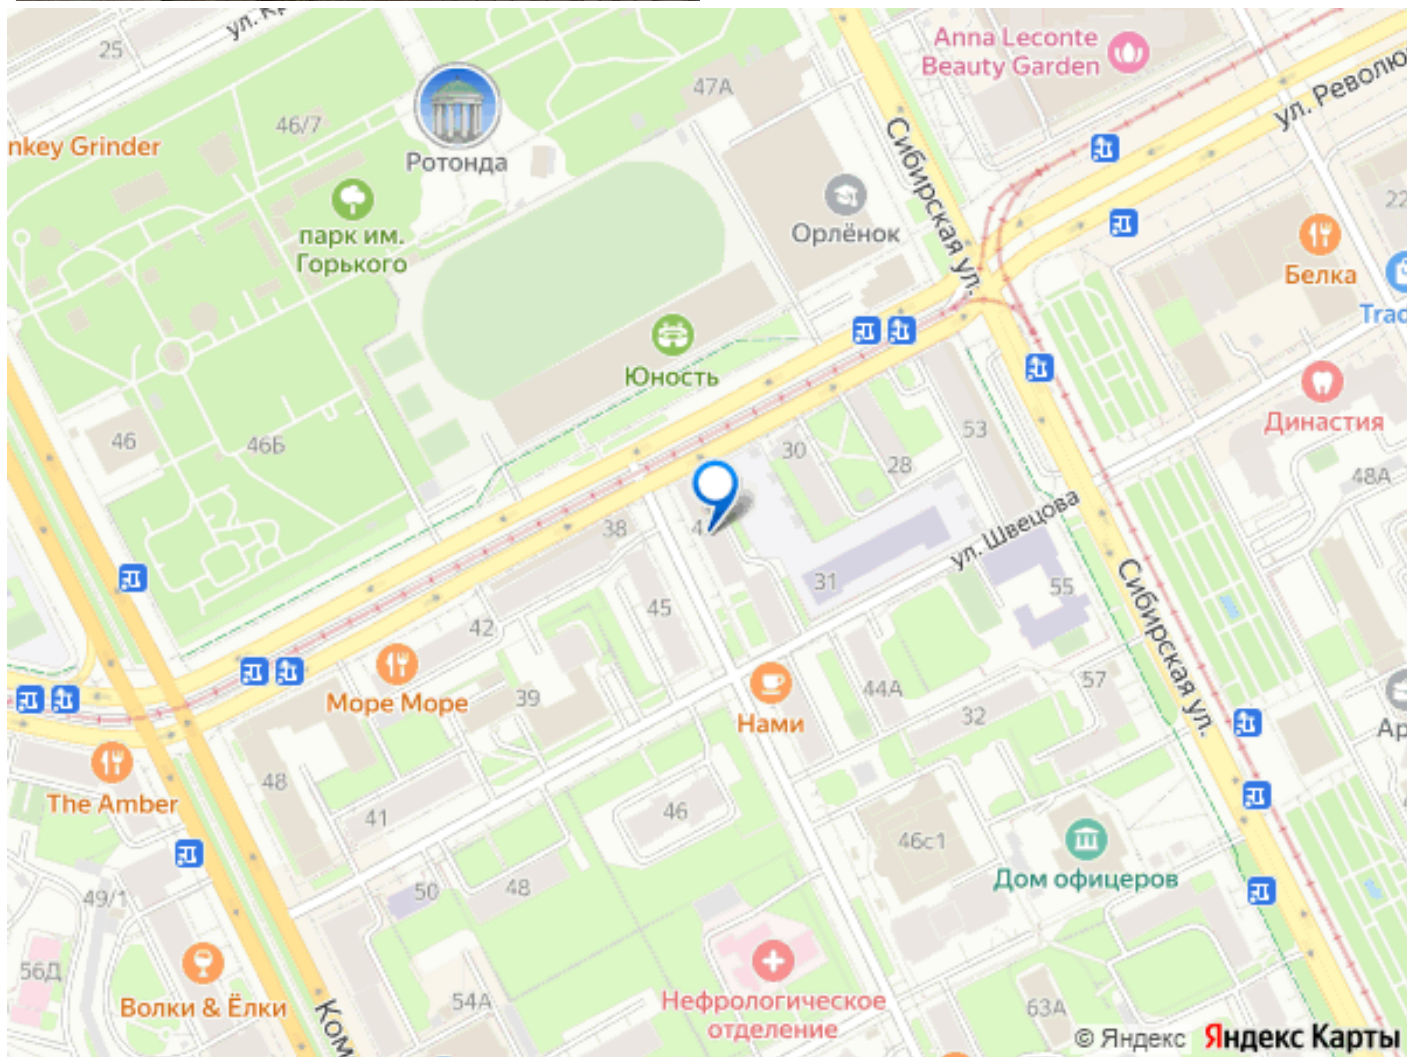 25
Anna Leconte
Beauty Garden
47А
46/7
Ротонда
nkey Grinder
Сибирская ул.
парк им.
Горького
Орлёнок
22
Белка
Юность
Династия
46
46Б
30
28
53
48А
38
ул. Швецова
31
55
45
42
Море Море
39
Нами
44А
32
57
Сибирская ул.
The Amber
48
41
46
46с1
Дом офицеров
50
48
49/1
56Д
Волки & Ёлки
54А
Нефрологическое
отделение
63А
© Яндекс Яндекс Карты